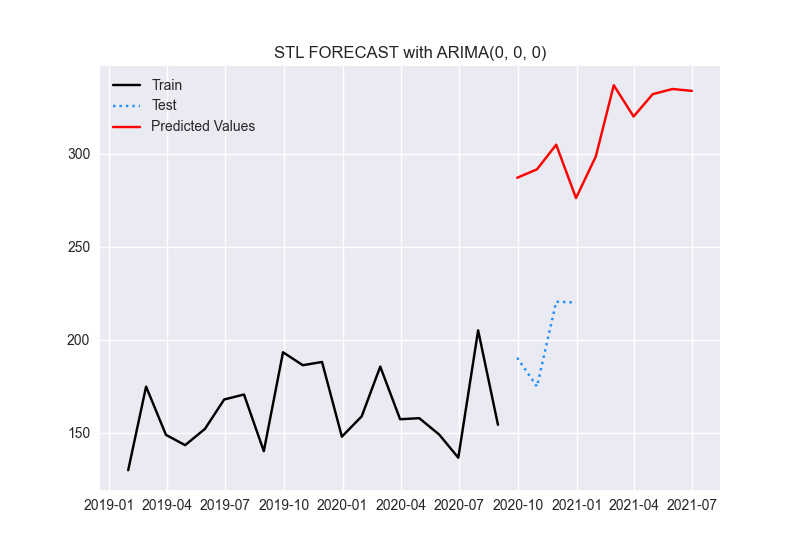 STL FORECAST with ARIMA(0, 0, 0)
Train
Test
Predicted Values
300
250
200
150
2019-01 2019-04 2019-07 2019-10 2020-01 2020-04 2020-07 2020-10 2021-01 2021-04 2021-07